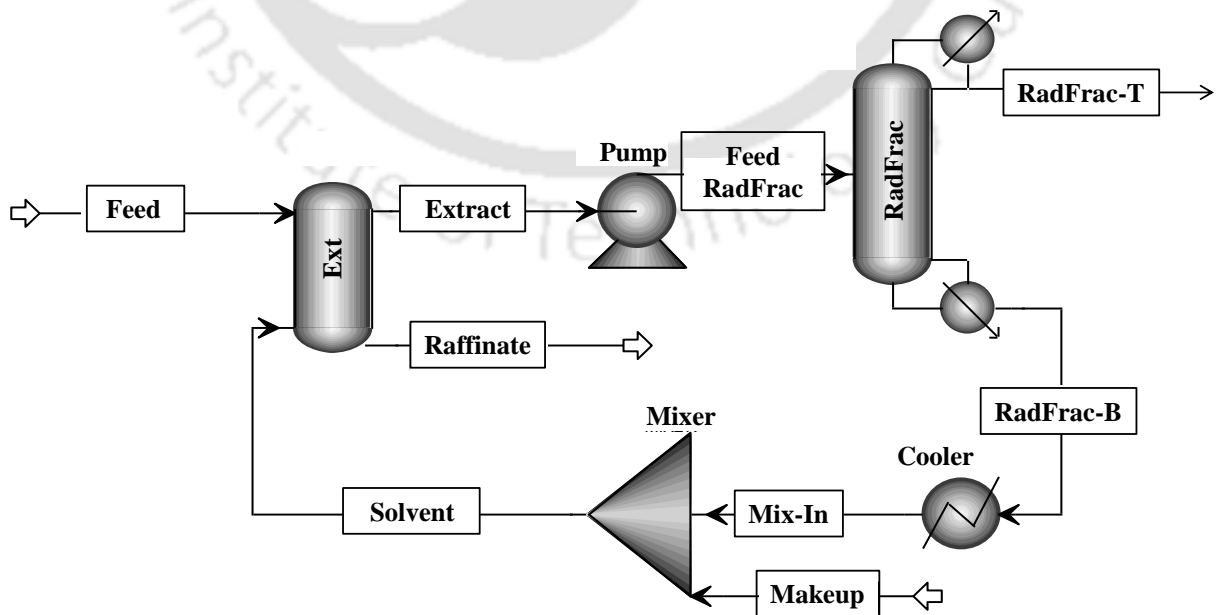 RadFrac-T
Pump
Feed
RadFrac
RadFrac
Feed
Extract
Ext
Raffinate
RadFrac-B
Mixer
Cooler
Solvent
Mix-In
Makeup